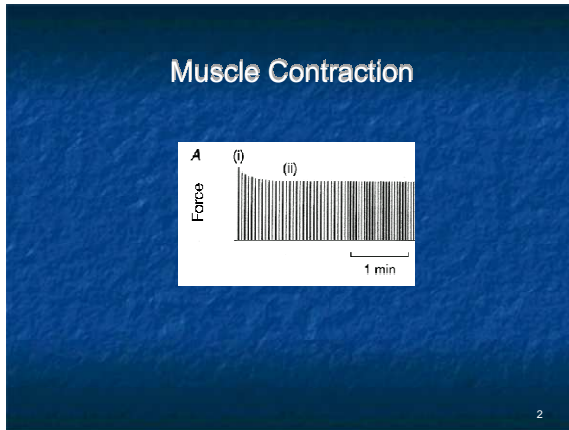 Muscle Contraction
A (i)
(ii)
Force
1 min
2